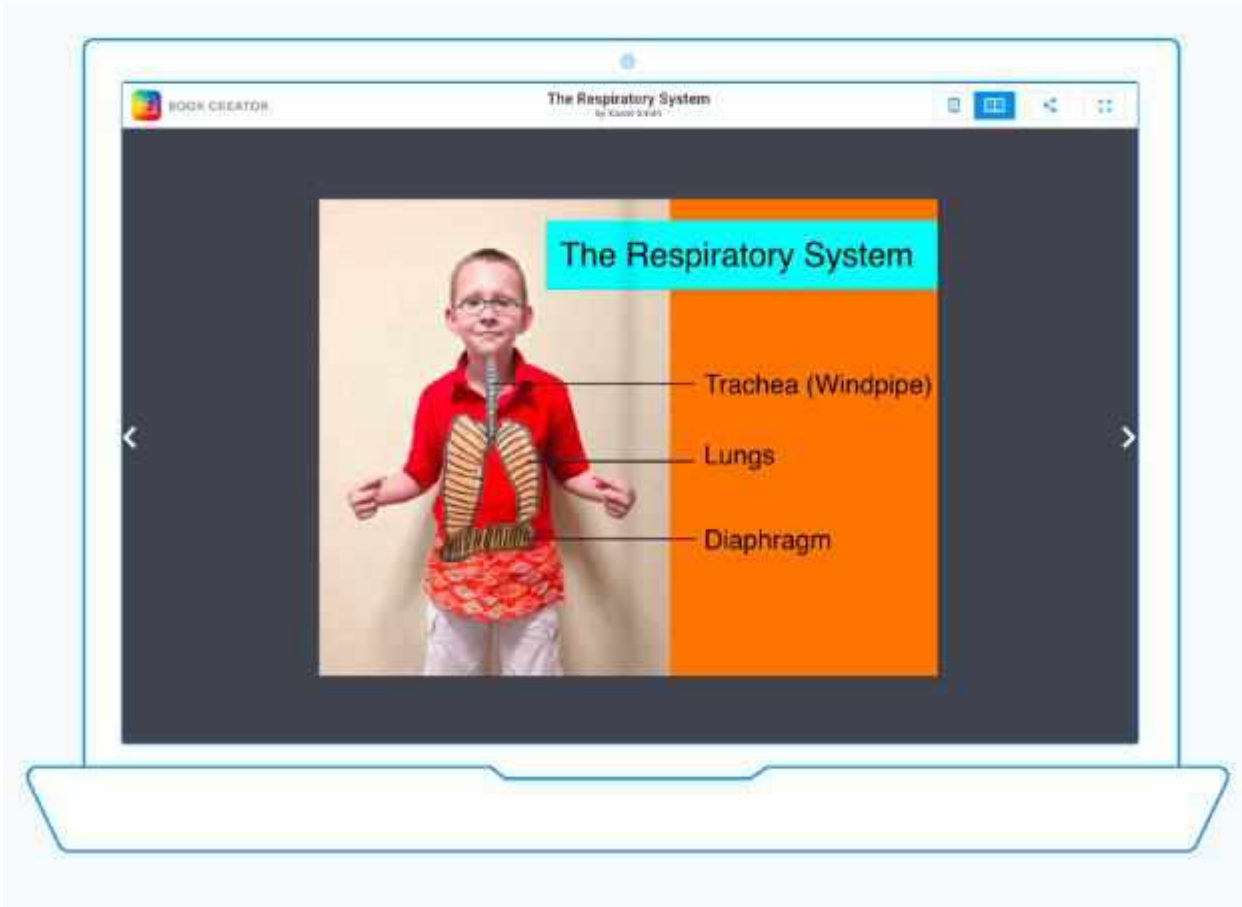 BOOK CREATOR
The Respiratory System
The Respiratory System
Trachea (Windpipe)
Lungs
Diaphragm